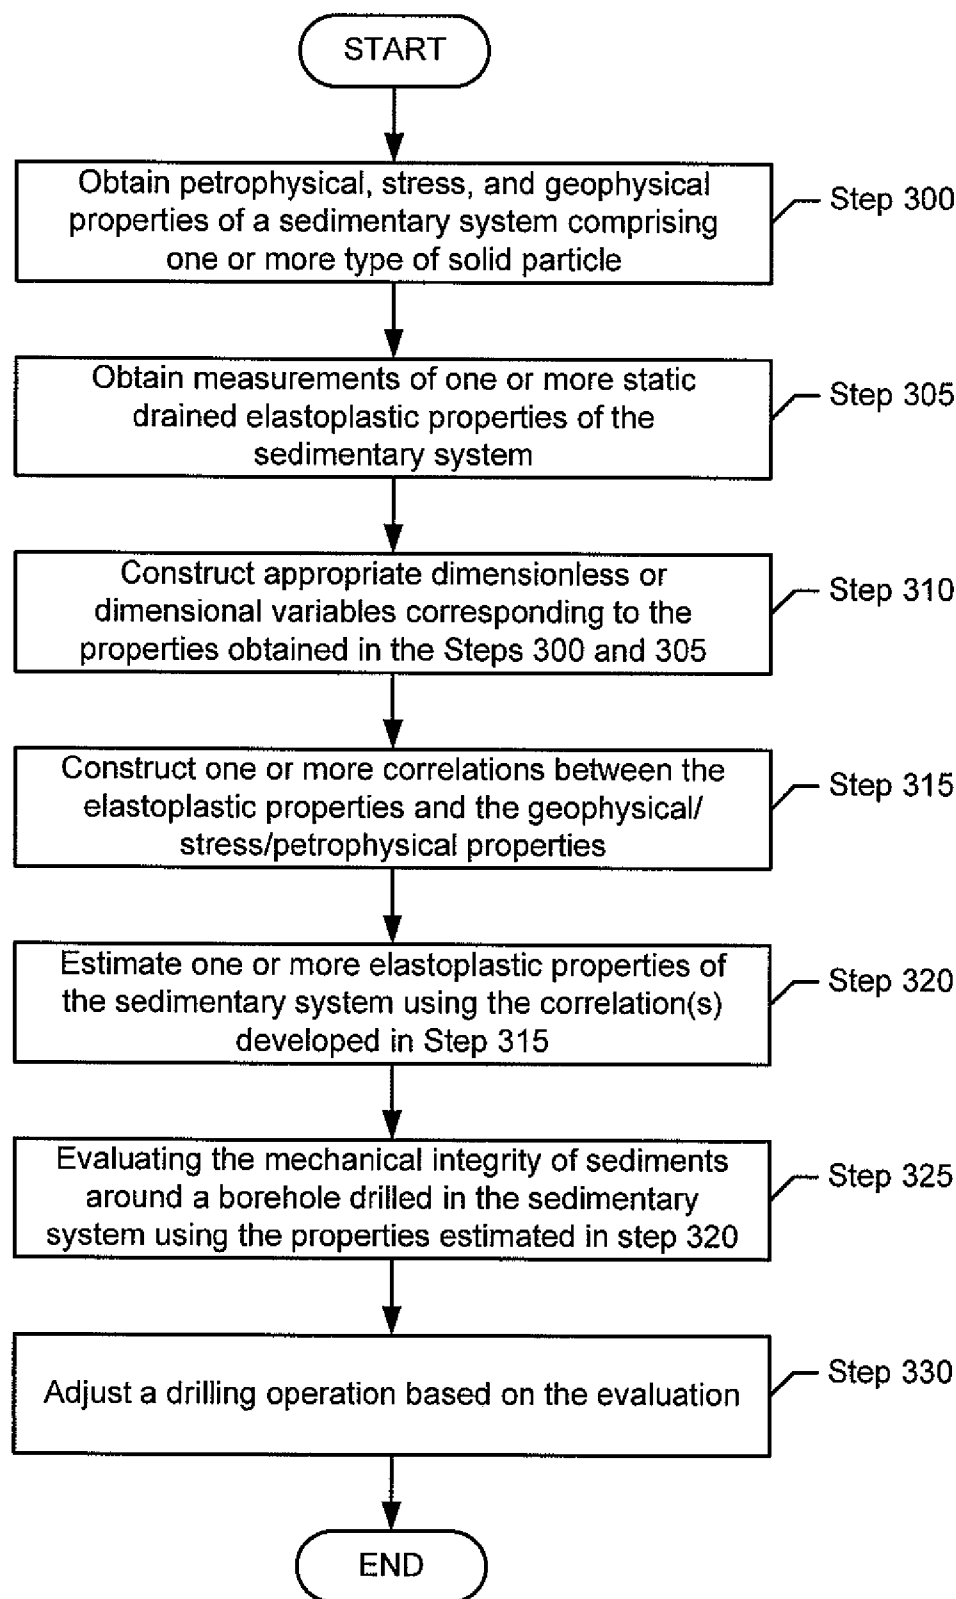 START
Obtain petrophysical, stress, and geophysical
properties of a sedimentary system comprising
one or more type of solid particle
Step 300
Obtain measurements of one or more static
drained elastoplastic properties of the
sedimentary system
Step 305
Construct appropriate dimensionless or
dimensional variables corresponding to the
properties obtained in the Steps 300 and 305
Step 310
Construct one or more correlations between the
elastoplastic properties and the geophysical/
stress/petrophysical properties
Step 315
Estimate one or more elastoplastic properties of
the sedimentary system using the correlation(s)
developed in Step 315
Step 320
Evaluating the mechanical integrity of sediments
around a borehole drilled in the sedimentary
system using the properties estimated in step 320
Step 325
Adjust a drilling operation based on the evaluation
Step 330
END